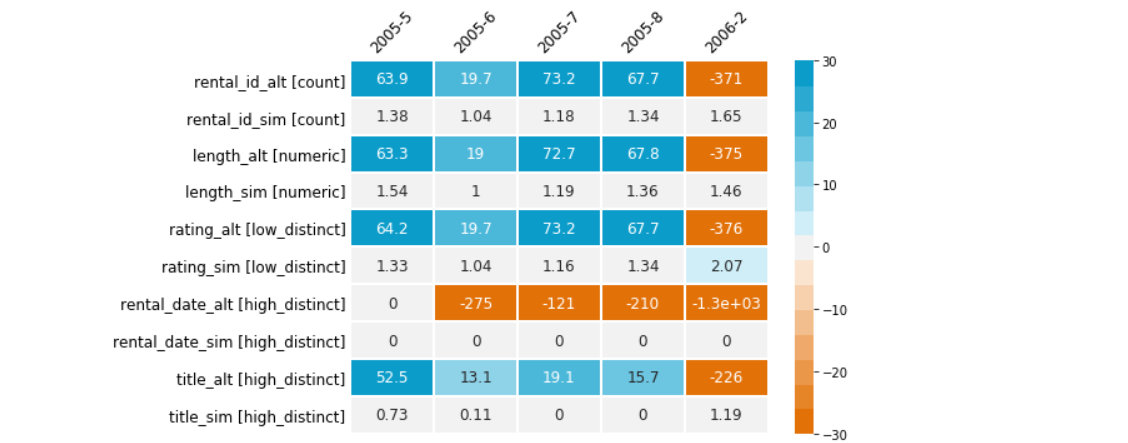 2005-5 2005-6 2005-7 2005-8 2006-2
rental_id_alt [count] 63.9 19.7 73.2 67.7 -371
rental_id_sim [count] 1.38 1.04 1.18 1.34 1.65
length_alt [numeric] 63.3 19 72.7 67.8 -375
length_sim [numeric] 1.54 1 1.19 1.36 1.46
rating_alt [low_distinct] 64.2 19.7 73.2 67.7 -376
rating_sim [low_distinct] 1.33 1.04 1.16 1.34 2.07
rental_date_alt [high_distinct] 0 -275 -121 -210 -1.3e+03
rental_date_sim [high_distinct] 0 0 0 0 0
title_alt [high_distinct] 52.5 13.1 19.1 15.7 -226
title_sim [high_distinct] 0.73 0.11 0 0 1.19
30
20
10
0
−10
−20
−30